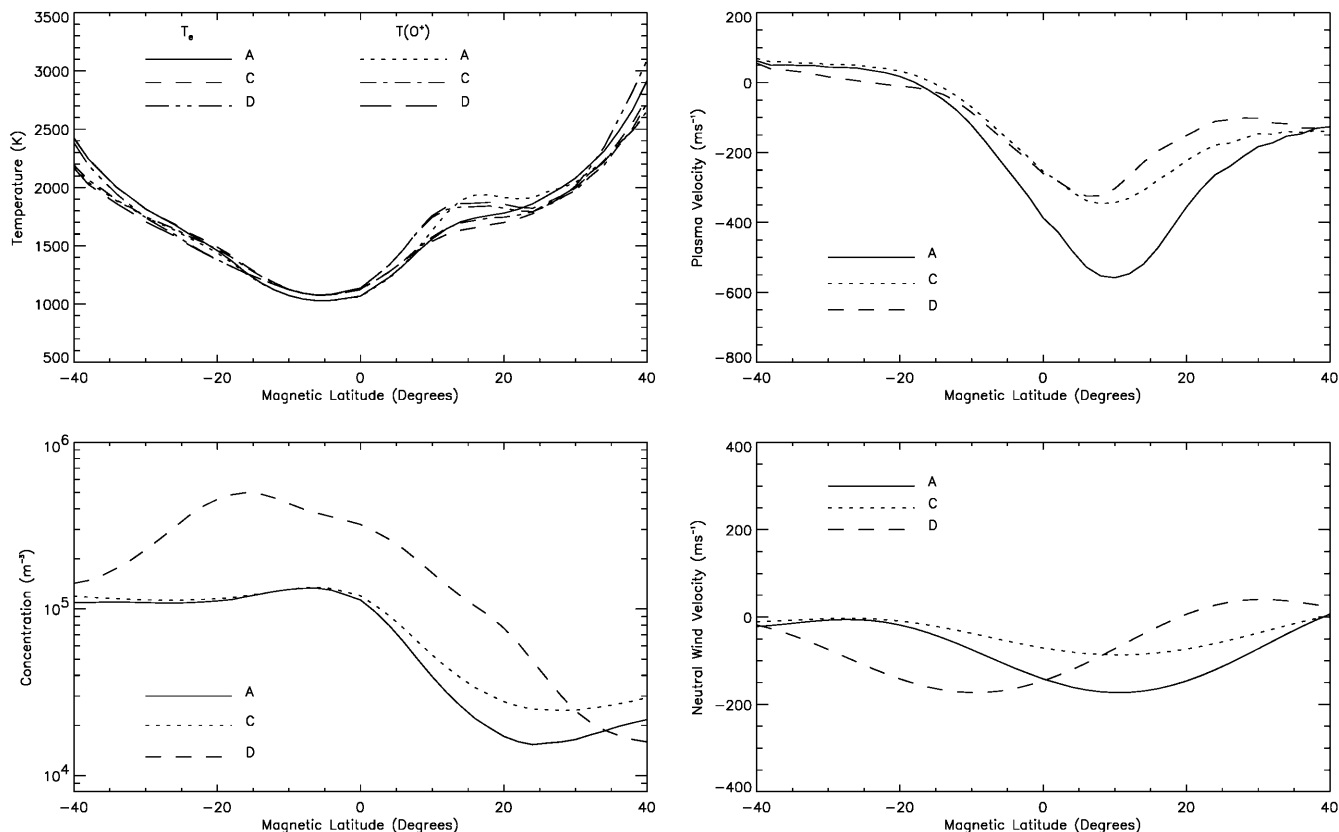 Temperature (K)
3500
3000
2500
2000
1500
1000
500
Tₑ T(O⁺)
A A
C C
D D
−40 −20 0 20 40
Magnetic Latitude (Degrees)
Plasma Velocity (ms⁻¹)
200
0
−200
−400
−600
−800
A
C
D
−40 −20 0 20 40
Magnetic Latitude (Degrees)
Concentration (m⁻³)
10⁶
10⁵
10⁴
A
C
D
−40 −20 0 20 40
Magnetic Latitude (Degrees)
Neutral Wind Velocity (ms⁻¹)
400
200
0
−200
−400
A
C
D
−40 −20 0 20 40
Magnetic Latitude (Degrees)